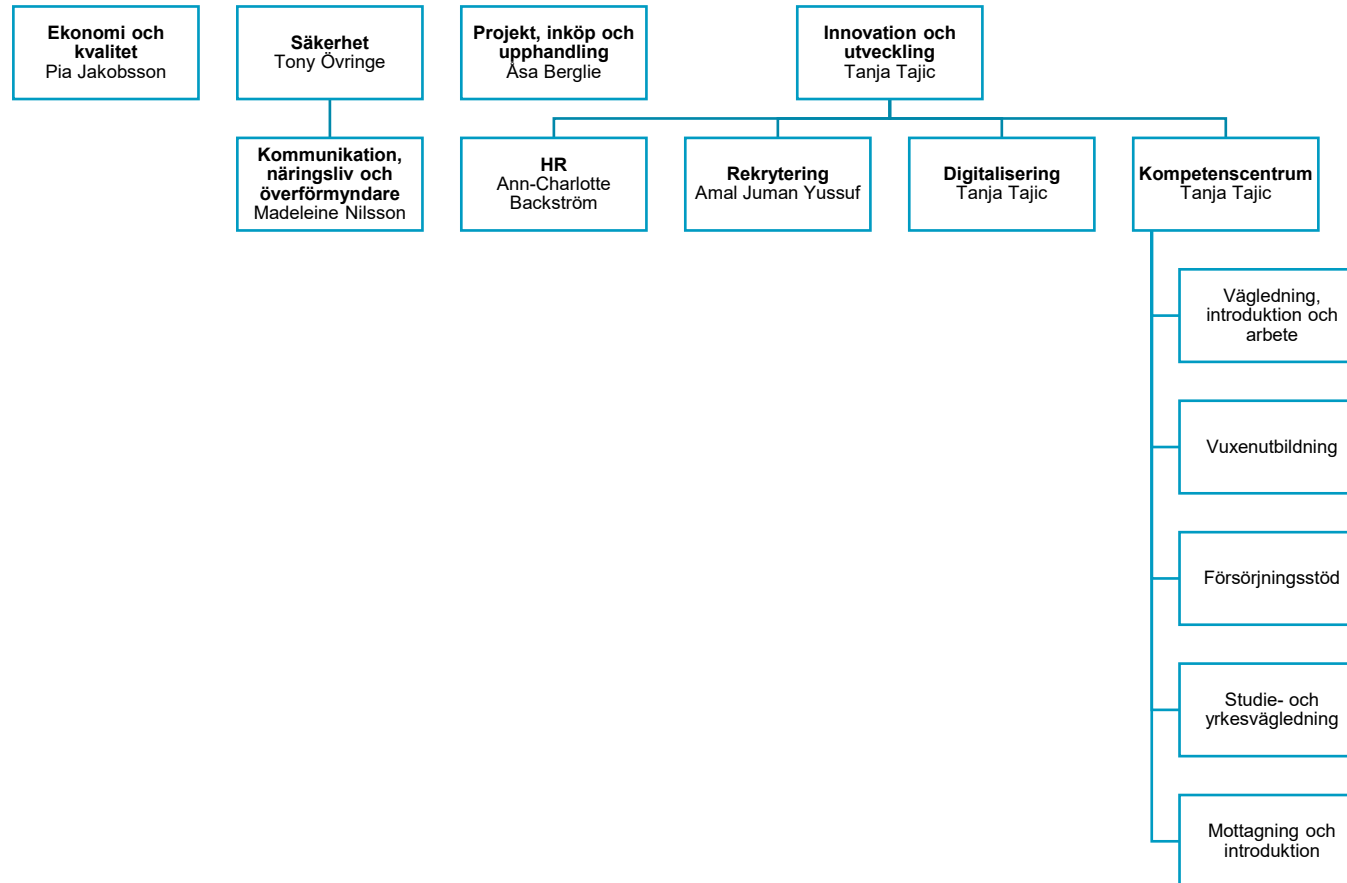 Ekonomi och
kvalitet
Pia Jakobsson
Säkerhet
Tony Övringe
Projekt, inköp och
upphandling
Åsa Berglie
Innovation och
utveckling
Tanja Tajic
Kommunikation,
näringsliv och
överförmyndare
Madeleine Nilsson
HR
Ann-Charlotte
Backström
Rekrytering
Amal Juman Yussuf
Digitalisering
Tanja Tajic
Kompetenscentrum
Tanja Tajic
Vägledning,
introduktion och
arbete
Vuxenutbildning
Försörjningsstöd
Studie- och
yrkesvägledning
Mottagning och
introduktion